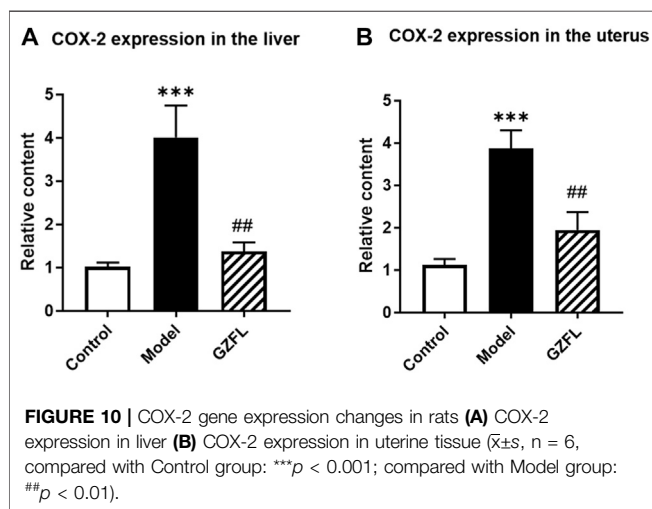 A COX-2 expression in the liver
5
4
3
2
1
0
Relative content
***
##
Control
Model
GZFL
B COX-2 expression in the uterus
5
4
3
2
1
0
Relative content
***
##
Control
Model
GZFL
FIGURE 10 | COX-2 gene expression changes in rats (A) COX-2
expression in liver (B) COX-2 expression in uterine tissue (x̄±s, n = 6,
compared with Control group: ***p < 0.001; compared with Model group:
##p < 0.01).